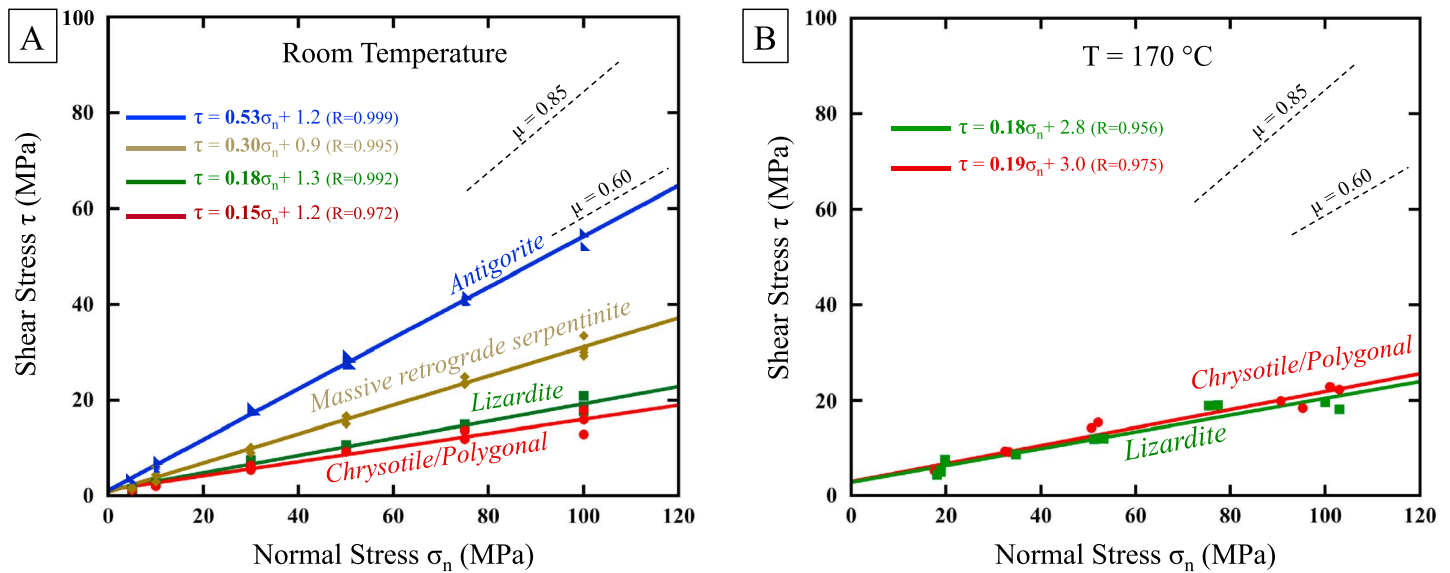 A
Room Temperature
100
80
60
40
20
0
Shear Stress τ (MPa)
τ = 0.53σn+ 1.2 (R=0.999)
τ = 0.30σn+ 0.9 (R=0.995)
τ = 0.18σn+ 1.3 (R=0.992)
τ = 0.15σn+ 1.2 (R=0.972)
μ = 0.85
μ = 0.60
Antigorite
Massive retrograde serpentinite
Lizardite
Chrysotile/Polygonal
0 20 40 60 80 100 120
Normal Stress σn (MPa)
B
T = 170 °C
100
80
60
40
20
0
Shear Stress τ (MPa)
τ = 0.18σn+ 2.8 (R=0.956)
τ = 0.19σn+ 3.0 (R=0.975)
μ = 0.85
μ = 0.60
Chrysotile/Polygonal
Lizardite
0 20 40 60 80 100 120
Normal Stress σn (MPa)